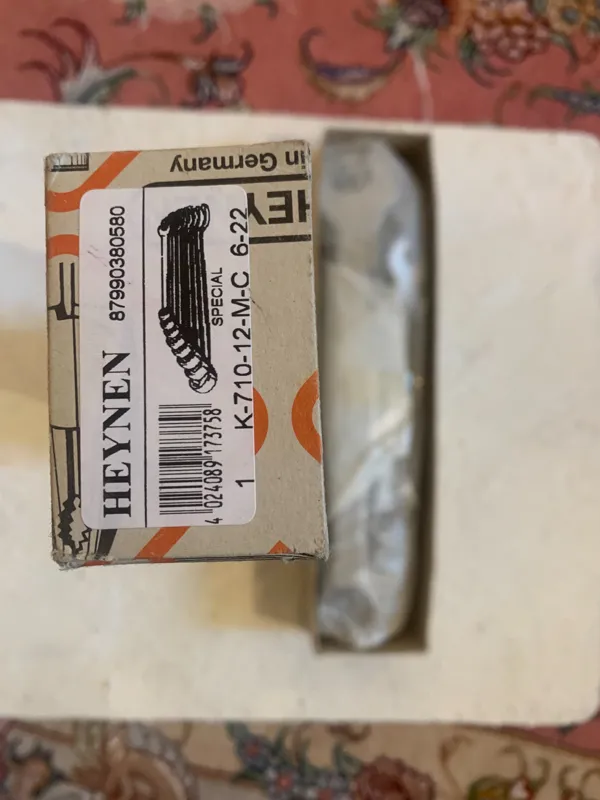 in Germany
HEY
HEYNEN 87990380580
SPECIAL
4 024089 173758
1 K-710-12-M-C 6-22